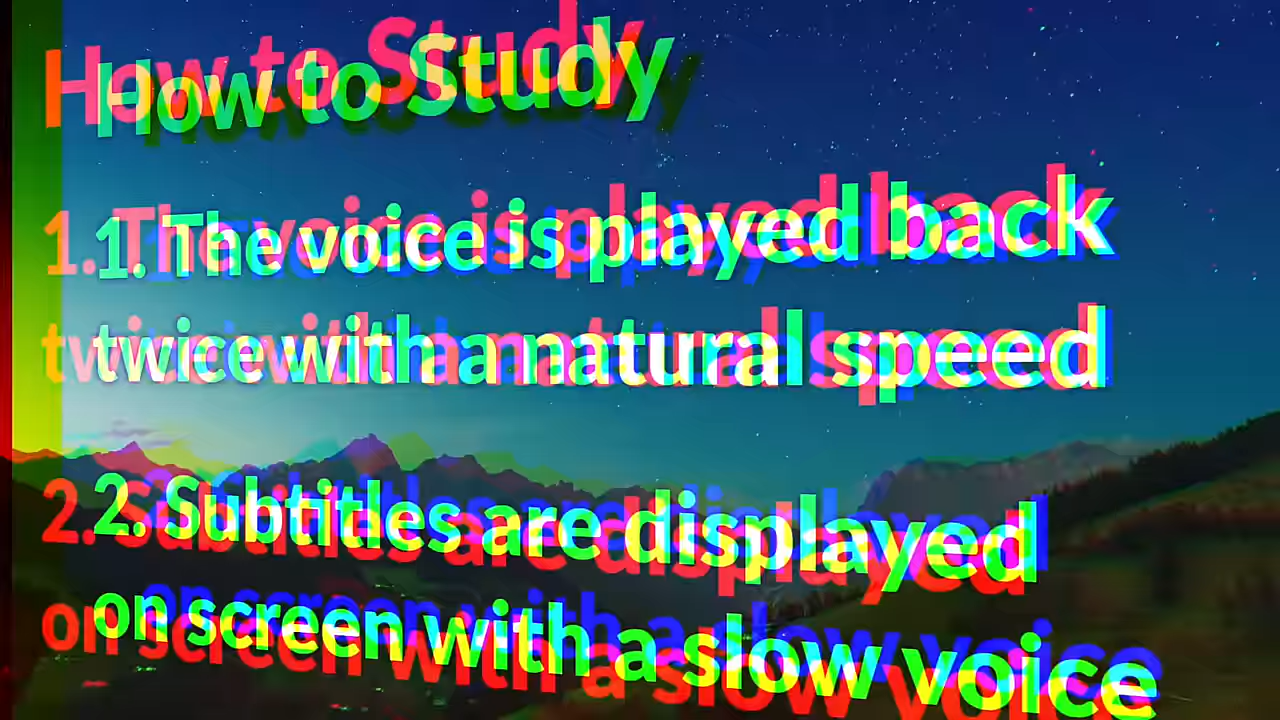 How to Study
1. The voice is played back
twice with a natural speed
2. Subtitles are displayed
on screen with a slow voice